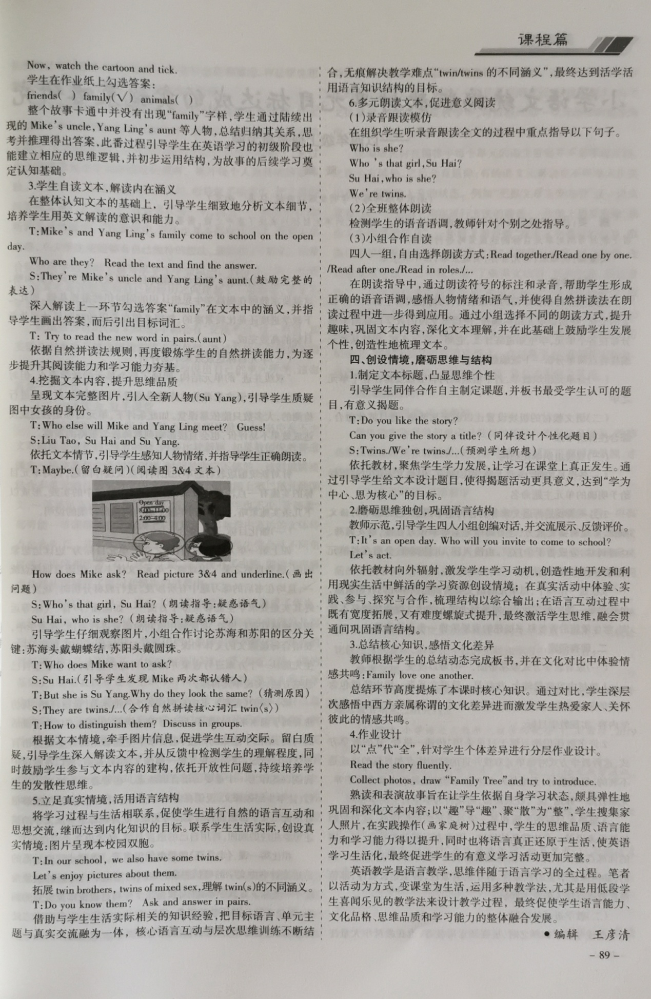 课程篇
Now, watch the cartoon and tick.
学生在作业纸上勾选答案:
friends( ) family(√) animals( )
整个故事卡通中并没有出现“family”字样,学生通过陆续出
现的 Mike's uncle,Yang Ling's aunt 等人物,总结归纳其关系,思
考并推理得出答案,此番过程引导学生在英语学习的初级阶段也
能建立相应的思维逻辑,并初步运用结构,为故事的后续学习奠
定认知基础。
3.学生自读文本,解读内在涵义
在整体认知文本的基础上,引导学生细致地分析文本细节,
培养学生用英文解读的意识和能力。
T:Mike's and Yang Ling's family come to school on the open
day.
Who are they? Read the text and find the answer.
S:They're Mike's uncle and Yang Ling's aunt.(鼓励完整的
表达)
深入解读上一环节勾选答案“family”在文本中的涵义,并指
导学生画出答案,而后引出目标词汇。
T: Try to read the new word in pairs.(aunt)
依据自然拼读法规则,再度锻炼学生的自然拼读能力,为逐
步提升其阅读能力和学习能力夯基。
4.挖掘文本内容,提升思维品质
呈现文本完整图片,引入全新人物(Su Yang),引导学生质疑
图中女孩的身份。
T:Who else will Mike and Yang Ling meet? Guess!
S:Liu Tao, Su Hai and Su Yang.
依托文本情节,引导学生感知人物情绪,并指导学生正确朗读。
T:Maybe.(留白疑问)(阅读图 3&4 文本)
Open day
8:00-11:00
2:00-4:00
How does Mike ask? Read picture 3&4 and underline.(画出
问题)
S:Who's that girl, Su Hai? (朗读指导:疑惑语气)
Su Hai, who is she? (朗读指导:疑惑语气)
引导学生仔细观察图片,小组合作讨论苏海和苏阳的区分关
键:苏海头戴蝴蝶结,苏阳头戴圆珠。
T:Who does Mike want to ask?
S:Su Hai.(引导学生发现 Mike 两次都认错人)
T:But she is Su Yang.Why do they look the same? (猜测原因)
S:They are twins./...(合作自然拼读核心词汇 twin〈s〉)
T:How to distinguish them? Discuss in groups.
根据文本情境,牵手图片信息,促进学生互动交际。留白质
疑,引导学生深入解读文本,并从反馈中检测学生的理解程度,同
时鼓励学生参与文本内容的建构,依托开放性问题,持续培养学
生的发散性思维。
5.立足真实情境,活用语言结构
将学习过程与生活相联系,促使学生进行自然的语言互动和
思想交流,继而达到内化知识的目标。联系学生生活实际,创设真
实情境:图片呈现本校园双胞。
T:In our school, we also have some twins.
Let's enjoy pictures about them.
拓展 twin brothers, twins of mixed sex,理解 twin(s)的不同涵义。
T:Do you know them? Ask and answer in pairs.
借助与学生生活实际相关的知识经验,把目标语言、单元主
题与真实交流融为一体,核心语言互动与层次思维训练不断结
合,无痕解决教学难点“twin/twins 的不同涵义”,最终达到活学活
用语言知识结构的目标。
6.多元朗读文本,促进意义阅读
(1)录音跟读模仿
在组织学生听录音跟读全文的过程中重点指导以下句子。
Who is she?
Who 's that girl,Su Hai?
Su Hai,who is she?
We're twins.
(2)全班整体朗读
检测学生的语音语调,教师针对个别之处指导。
(3)小组合作自读
四人一组,自由选择朗读方式:Read together./Read one by one.
/Read after one./Read in roles./...
在朗读指导中,通过朗读符号的标注和录音,帮助学生形成
正确的语音语调,感悟人物情绪和语气,并使得自然拼读法在朗
读过程中进一步得到应用。通过小组选择不同的朗读方式,提升
趣味,巩固文本内容,深化文本理解,并在此基础上鼓励学生发展
个性,创造性地梳理文本。
四、创设情境,磨砺思维与结构
1.制定文本标题,凸显思维个性
引导学生同伴合作自主制定课题,并板书最受学生认可的题
目,有意义揭题。
T:Do you like the story?
Can you give the story a title? (同伴设计个性化题目)
S:Twins./We're twins./...(预测学生所想)
依托教材,聚焦学生学力发展,让学习在课堂上真正发生。通
过引导学生给文本设计题目,使得揭题活动更具意义,达到“学为
中心、思为核心”的目标。
2.磨砺思维独创,巩固语言结构
教师示范,引导学生四人小组创编对话,并交流展示、反馈评价。
T:It's an open day. Who will you invite to come to school?
Let's act.
依托教材向外辐射,激发学生学习动机,创造性地开发和利
用现实生活中鲜活的学习资源创设情境;在真实活动中体验、实
践、参与、探究与合作,梳理结构以综合输出;在语言互动过程中
既有宽度拓展,又有难度螺旋式提升,最终激活学生思维,融会贯
通间巩固语言结构。
3.总结核心知识,感悟文化差异
教师根据学生的总结动态完成板书,并在文化对比中体验情
感共鸣:Family love one another.
总结环节高度提炼了本课时核心知识。通过对比,学生深层
次感悟中西方亲属称谓的文化差异进而激发学生热爱家人、关怀
彼此的情感共鸣。
4.作业设计
以“点”代“全”,针对学生个体差异进行分层作业设计。
Read the story fluently.
Collect photos, draw “Family Tree”and try to introduce.
熟读和表演故事旨在让学生依据自身学习状态,颇具弹性地
巩固和深化文本内容;以“趣”导“趣”、聚“散”为“整”,学生搜集家
人照片,在实践操作(画家庭树)过程中,学生的思维品质、语言能
力和学习能力得以提升,同时也将语言真正还原于生活,使英语
学习生活化,最终促进学生的有意义学习活动更加完整。
英语教学是语言教学,思维伴随于语言学习的全过程。笔者
以活动为方式,变课堂为生活,运用多种教学法,尤其是用低段学
生喜闻乐见的教学法来设计教学过程,最终促使学生语言能力、
文化品格、思维品质和学习能力的整体融合发展。
•编辑 王彦清
- 89 -